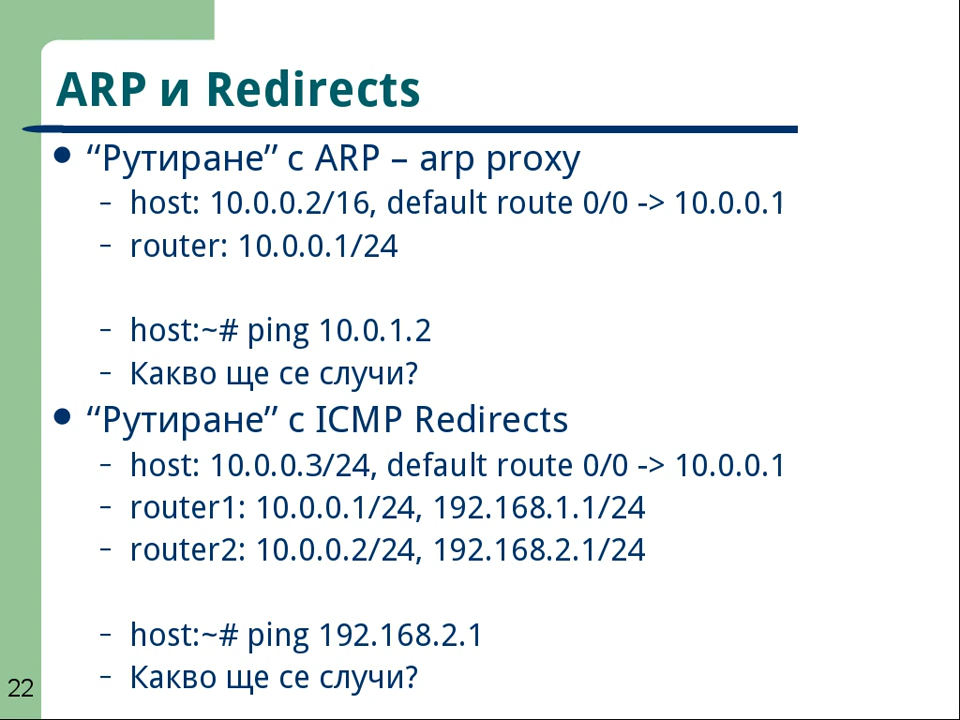 ARP и Redirects
“Рутиране” с ARP – arp proxy
– host: 10.0.0.2/16, default route 0/0 -> 10.0.0.1
– router: 10.0.0.1/24
– host:~# ping 10.0.1.2
– Какво ще се случи?
“Рутиране” с ICMP Redirects
– host: 10.0.0.3/24, default route 0/0 -> 10.0.0.1
– router1: 10.0.0.1/24, 192.168.1.1/24
– router2: 10.0.0.2/24, 192.168.2.1/24
– host:~# ping 192.168.2.1
– Какво ще се случи?
22